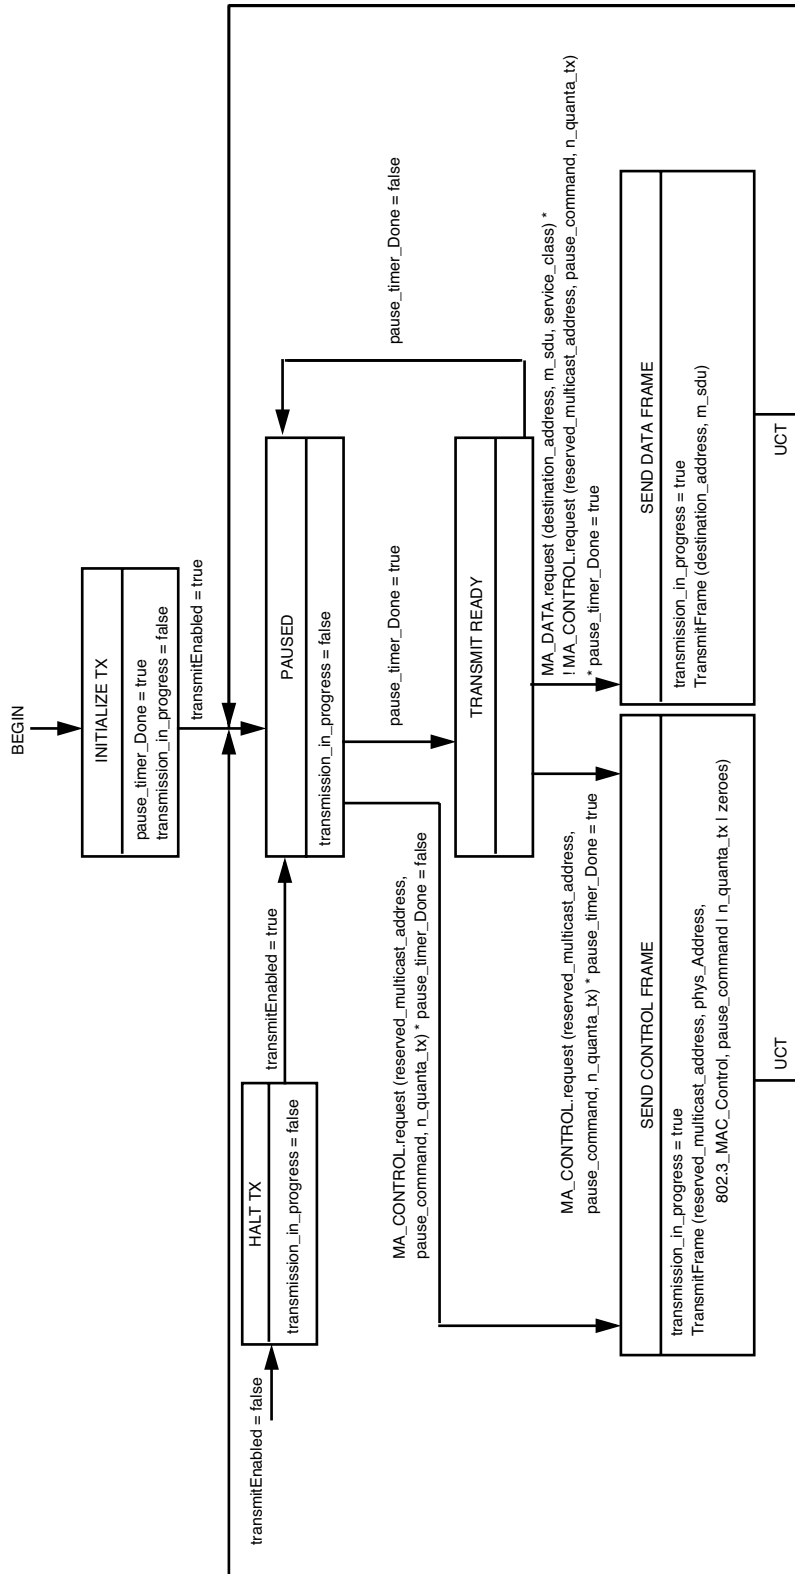 BEGIN
INITIALIZE TX
pause_timer_Done = true
transmission_in_progress = false
transmitEnabled = true
transmitEnabled = false
HALT TX
transmission_in_progress = false
transmitEnabled = true
PAUSED
transmission_in_progress = false
pause_timer_Done = false
MA_CONTROL.request (reserved_multicast_address,
pause_command, n_quanta_tx) * pause_timer_Done = false
pause_timer_Done = true
TRANSMIT READY
MA_CONTROL.request (reserved_multicast_address,
pause_command, n_quanta_tx) * pause_timer_Done = true
MA_DATA.request (destination_address, m_sdu, service_class) *
! MA_CONTROL.request (reserved_multicast_address, pause_command, n_quanta_tx)
* pause_timer_Done = true
SEND CONTROL FRAME
transmission_in_progress = true
TransmitFrame (reserved_multicast_address, phys_Address,
802.3_MAC_Control, pause_command | n_quanta_tx | zeroes)
UCT
SEND DATA FRAME
transmission_in_progress = true
TransmitFrame (destination_address, m_sdu)
UCT